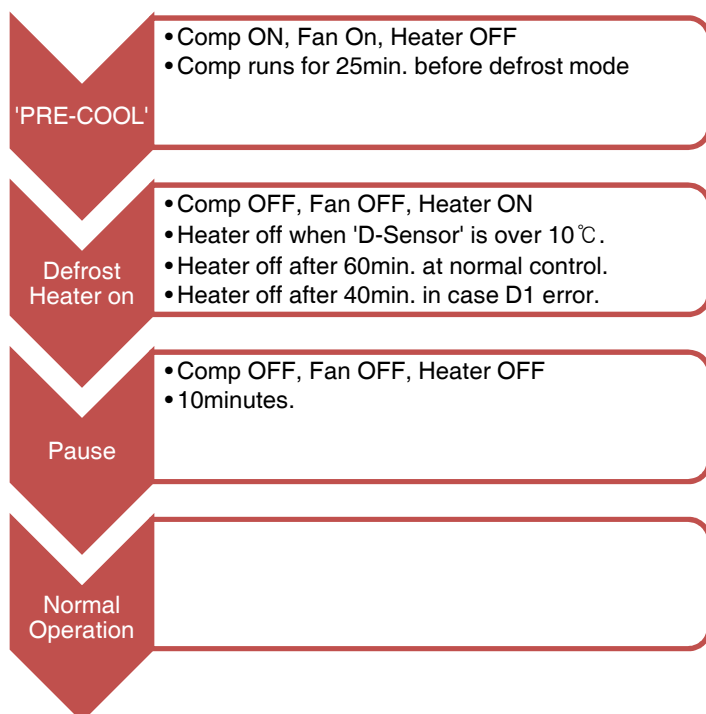 'PRE-COOL'
•Comp ON, Fan On, Heater OFF
•Comp runs for 25min. before defrost mode
Defrost
Heater on
•Comp OFF, Fan OFF, Heater ON
•Heater off when 'D-Sensor' is over 10℃.
•Heater off after 60min. at normal control.
•Heater off after 40min. in case D1 error.
Pause
•Comp OFF, Fan OFF, Heater OFF
•10minutes.
Normal
Operation